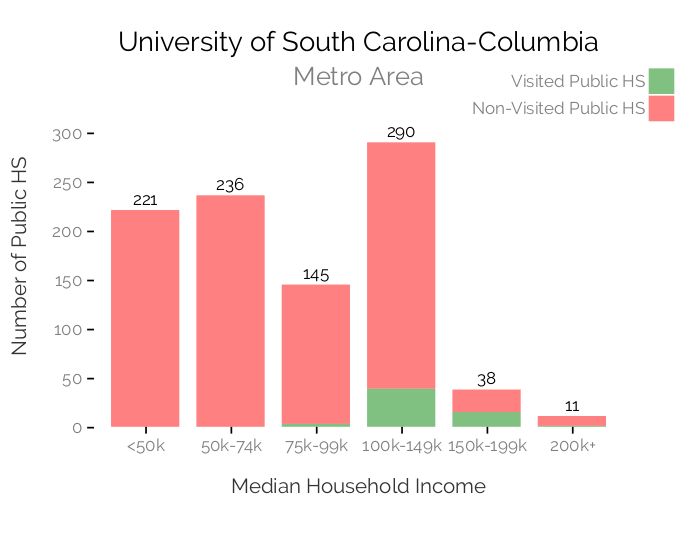 University of South Carolina-Columbia
Metro Area
Visited Public HS
Non-Visited Public HS
Number of Public HS
300
250
200
150
100
50
0
221
236
145
290
38
11
<50k
50k-74k
75k-99k
100k-149k
150k-199k
200k+
Median Household Income